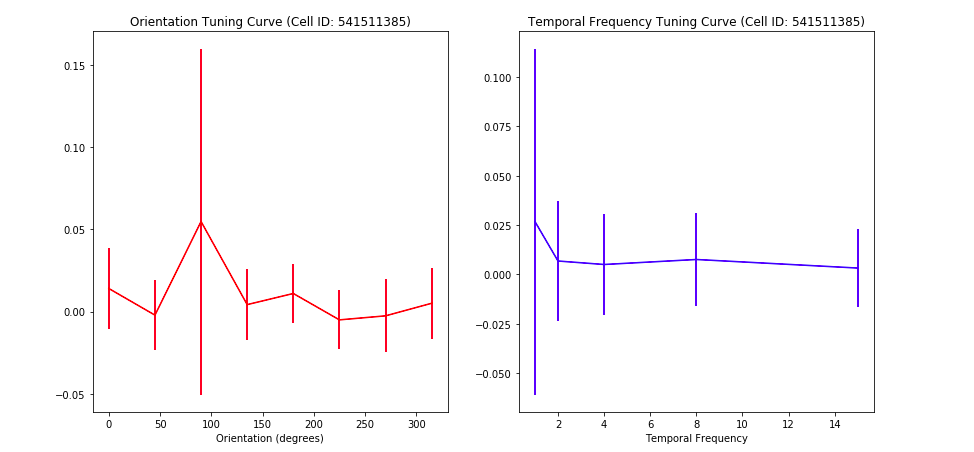 Orientation Tuning Curve (Cell ID: 541511385)
0.15
0.10
0.05
0.00
−0.05
0 50 100 150 200 250 300
Orientation (degrees)
Temporal Frequency Tuning Curve (Cell ID: 541511385)
0.100
0.075
0.050
0.025
0.000
−0.025
−0.050
2 4 6 8 10 12 14
Temporal Frequency